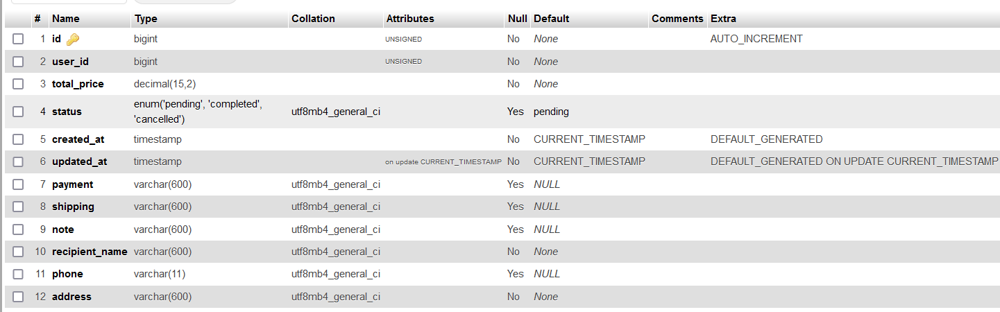 # Name Type Collation Attributes Null Default Comments Extra
1 id bigint UNSIGNED No None AUTO_INCREMENT
2 user_id bigint UNSIGNED No None
3 total_price decimal(15,2) No None
4 status enum('pending', 'completed', 'cancelled') utf8mb4_general_ci Yes pending
5 created_at timestamp No CURRENT_TIMESTAMP DEFAULT_GENERATED
6 updated_at timestamp on update CURRENT_TIMESTAMP No CURRENT_TIMESTAMP DEFAULT_GENERATED ON UPDATE CURRENT_TIMESTAMP
7 payment varchar(600) utf8mb4_general_ci Yes NULL
8 shipping varchar(600) utf8mb4_general_ci Yes NULL
9 note varchar(600) utf8mb4_general_ci Yes NULL
10 recipient_name varchar(600) utf8mb4_general_ci No None
11 phone varchar(11) utf8mb4_general_ci Yes NULL
12 address varchar(600) utf8mb4_general_ci No None